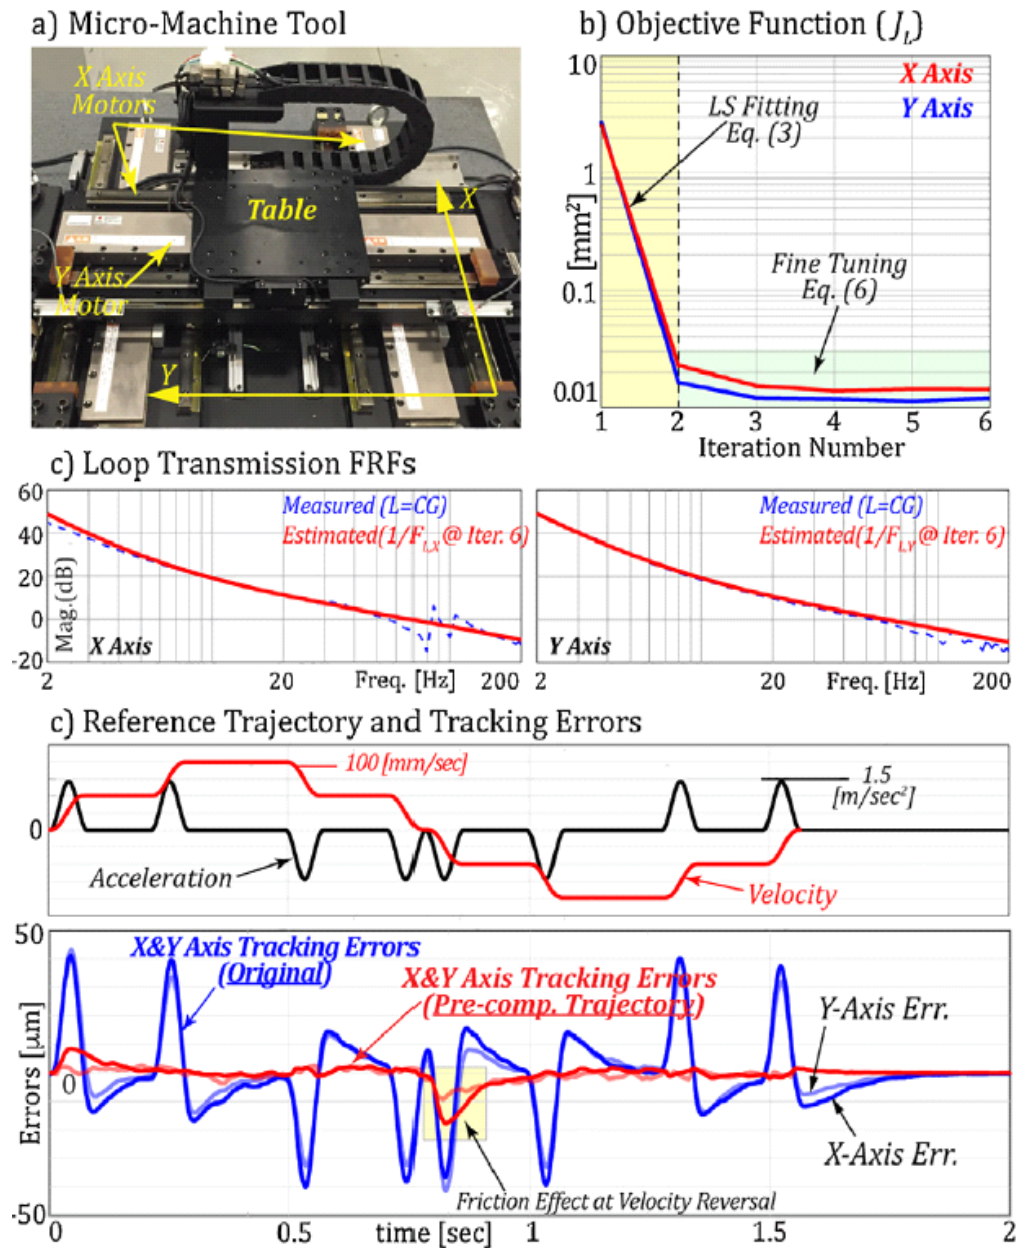 a) Micro-Machine Tool
X Axis
Motors
X
Table
Y Axis
Motor
Y
b) Objective Function (J_L)
10
X Axis
Y Axis
LS Fitting
Eq. (3)
1
[mm²]
Fine Tuning
Eq. (6)
0.1
0.01
1 2 3 4 5 6
Iteration Number
c) Loop Transmission FRFs
60
40
20
0
-20
Mag.(dB)
Measured (L=CG)
Estimated(1/F_{L,X}@ Iter. 6)
X Axis
2 20 Freq. [Hz] 200
Measured (L=CG)
Estimated(1/F_{L,Y}@ Iter. 6)
Y Axis
2 20 Freq. [Hz] 200
c) Reference Trajectory and Tracking Errors
100 [mm/sec]
1.5
[m/sec²]
0
Acceleration
Velocity
50
X&Y Axis Tracking Errors
(Original)
X&Y Axis Tracking Errors
(Pre-comp. Trajectory)
Y-Axis Err.
Errors [μm]
0
X-Axis Err.
Friction Effect at Velocity Reversal
-50
0 0.5 time [sec] 1 1.5 2